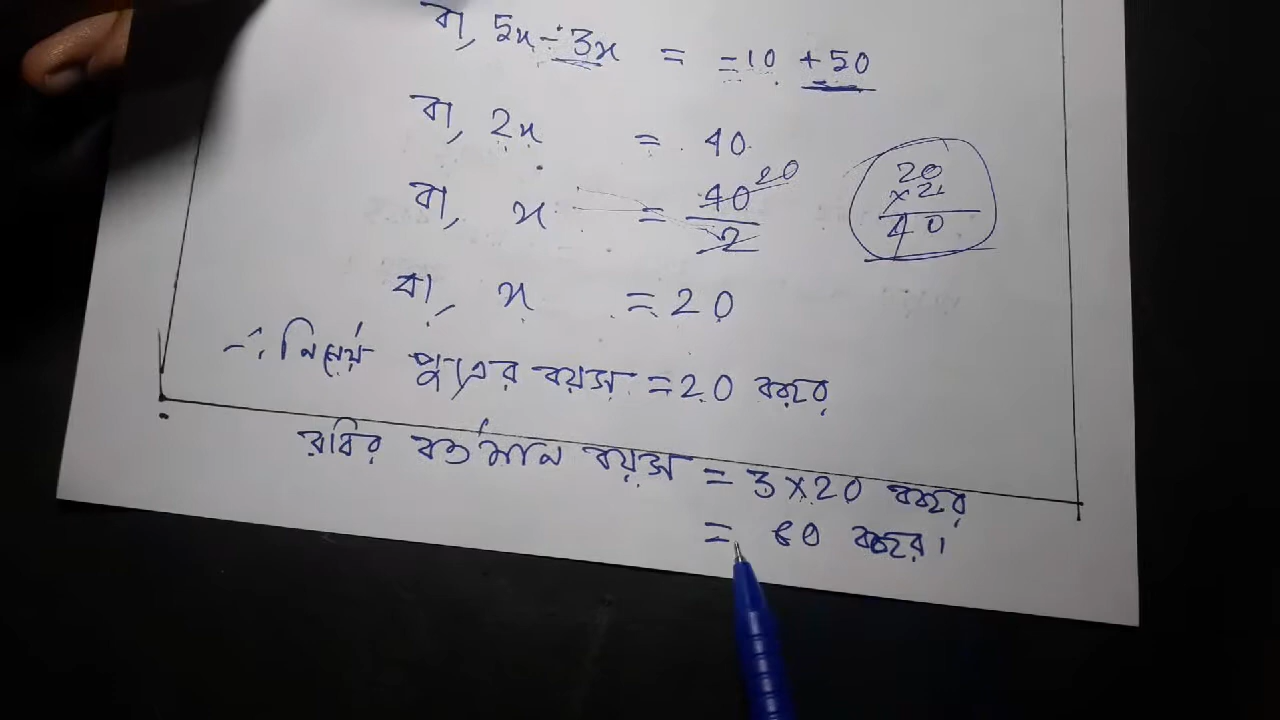 বা, 5x - 3x = -10 + 50
বা, 2x = 40
বা, x = 40/2 20
20
× 2
40
বা, x = 20
∴ নির্ণেয় পুত্রের বয়স = 20 বছর
রবির বর্তমান বয়স = 3 × 20 বছর
= 60 বছর।